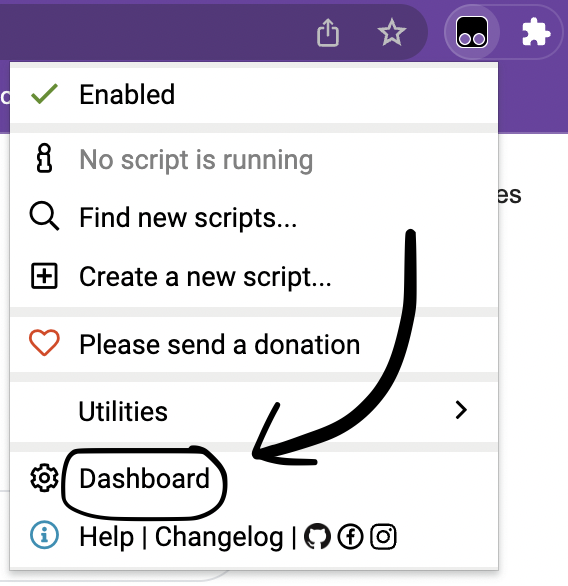 Enabled
es
No script is running
Find new scripts...
Create a new script...
Please send a donation
Utilities
Dashboard
Help | Changelog |